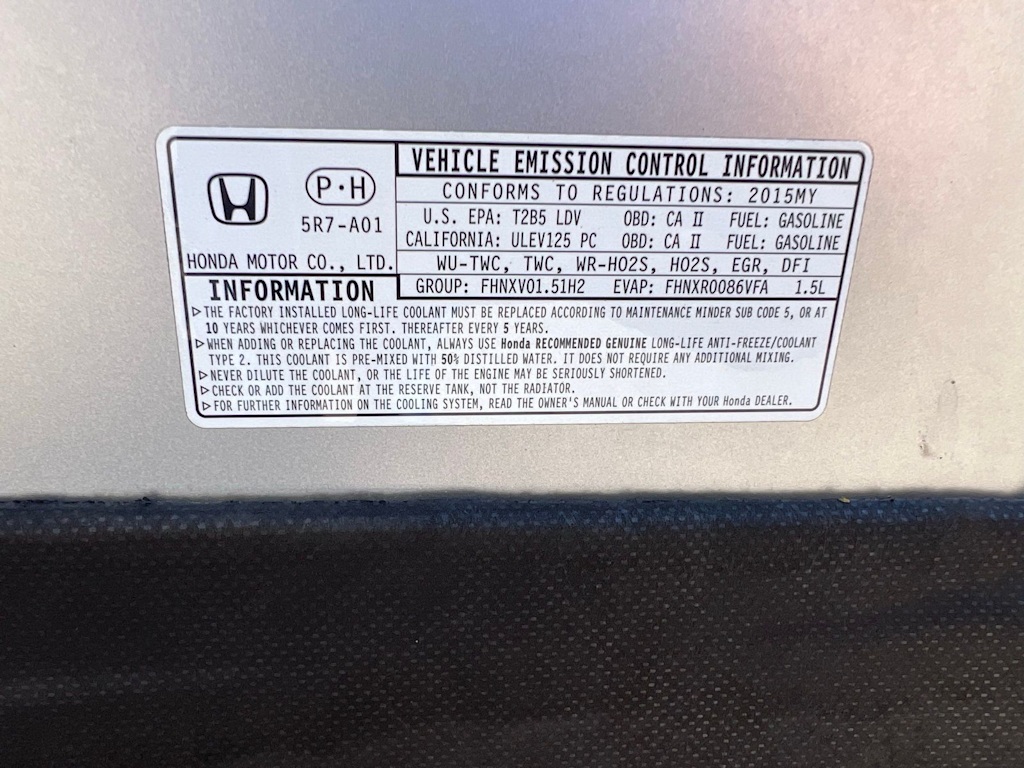 P·H
5R7-A01
HONDA MOTOR CO., LTD.
VEHICLE EMISSION CONTROL INFORMATION
CONFORMS TO REGULATIONS: 2015MY
U.S. EPA: T2B5 LDV OBD: CA II FUEL: GASOLINE
CALIFORNIA: ULEV125 PC OBD: CA II FUEL: GASOLINE
WU-TWC, TWC, WR-HO2S, HO2S, EGR, DFI
GROUP: FHNXV01.51H2 EVAP: FHNXR0086VFA 1.5L
INFORMATION
▷THE FACTORY INSTALLED LONG-LIFE COOLANT MUST BE REPLACED ACCORDING TO MAINTENANCE MINDER SUB CODE 5, OR AT
10 YEARS WHICHEVER COMES FIRST. THEREAFTER EVERY 5 YEARS.
▷WHEN ADDING OR REPLACING THE COOLANT, ALWAYS USE Honda RECOMMENDED GENUINE LONG-LIFE ANTI-FREEZE/COOLANT
TYPE 2. THIS COOLANT IS PRE-MIXED WITH 50% DISTILLED WATER. IT DOES NOT REQUIRE ANY ADDITIONAL MIXING.
▷NEVER DILUTE THE COOLANT, OR THE LIFE OF THE ENGINE MAY BE SERIOUSLY SHORTENED.
▷CHECK OR ADD THE COOLANT AT THE RESERVE TANK, NOT THE RADIATOR.
▷FOR FURTHER INFORMATION ON THE COOLING SYSTEM, READ THE OWNER'S MANUAL OR CHECK WITH YOUR Honda DEALER.